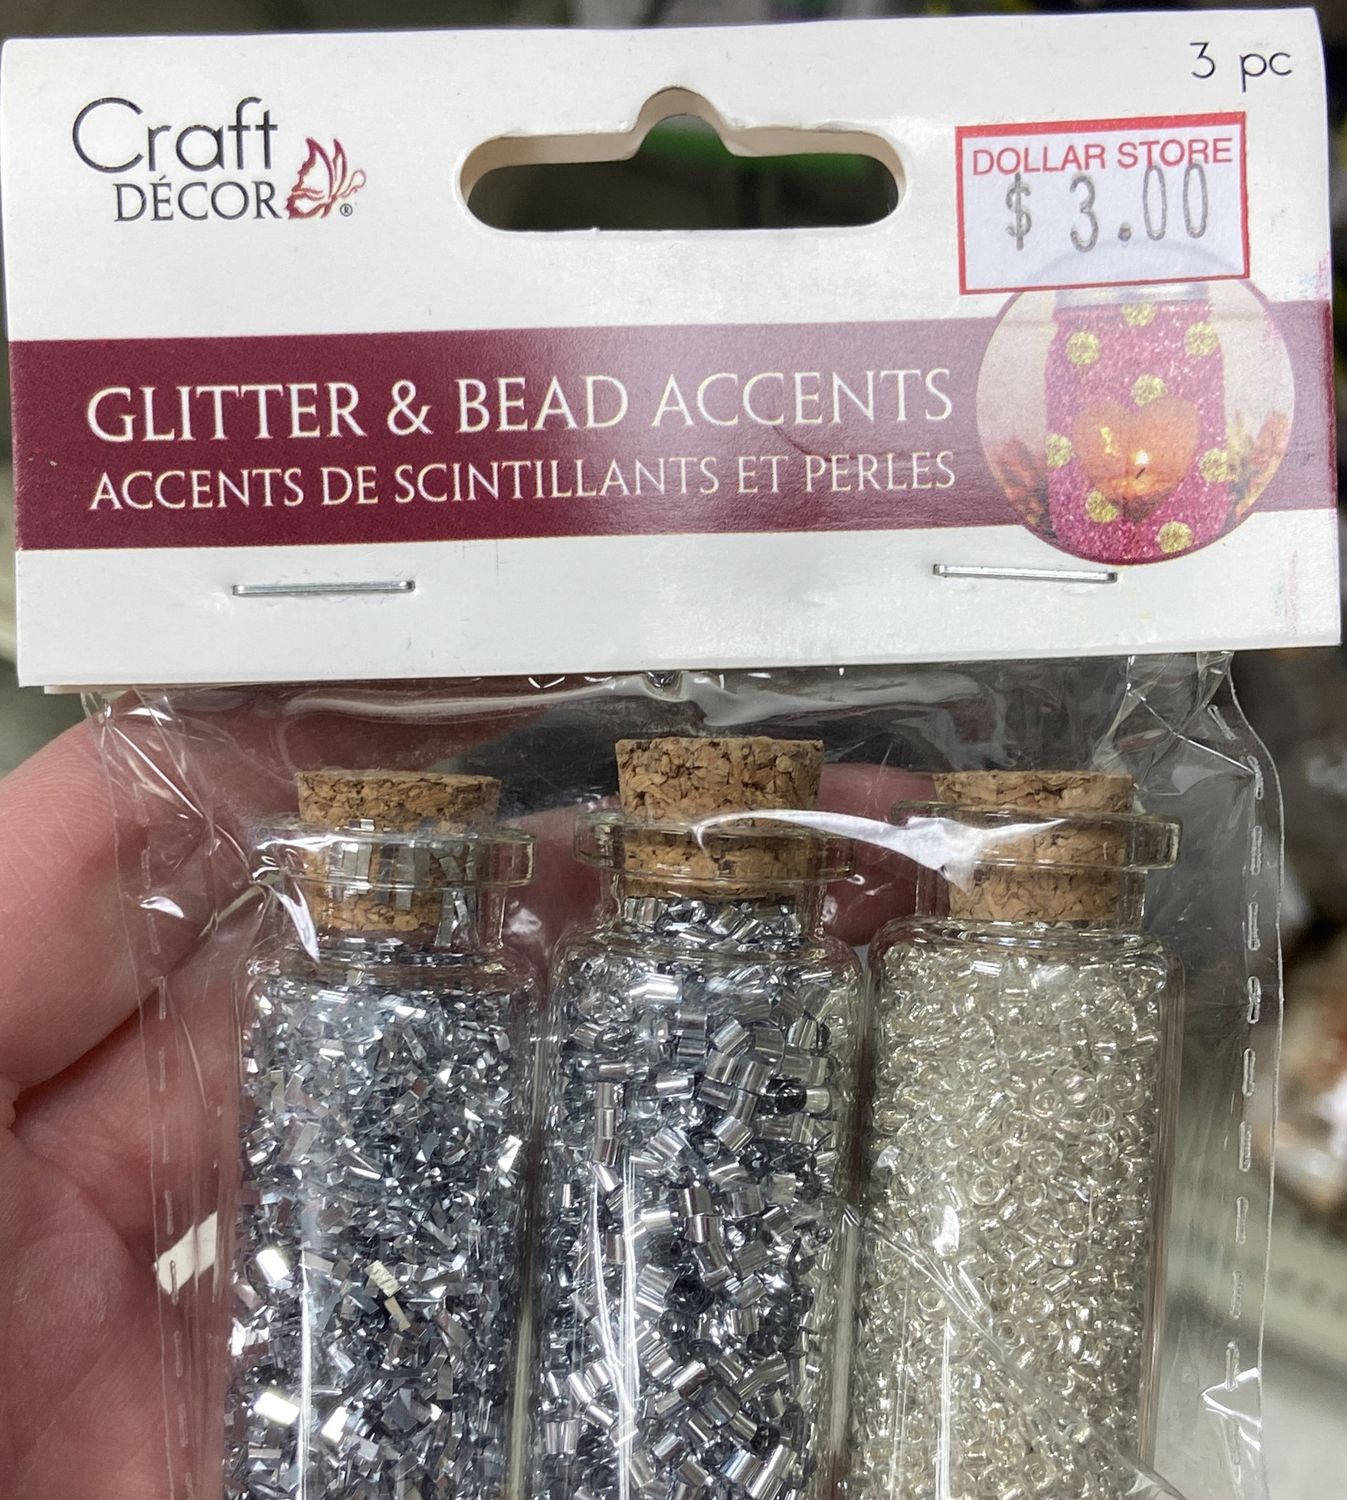 3 pc
Craft
DÉCOR ®
DOLLAR STORE
$ 3.00
GLITTER & BEAD ACCENTS
ACCENTS DE SCINTILLANTS ET PERLES